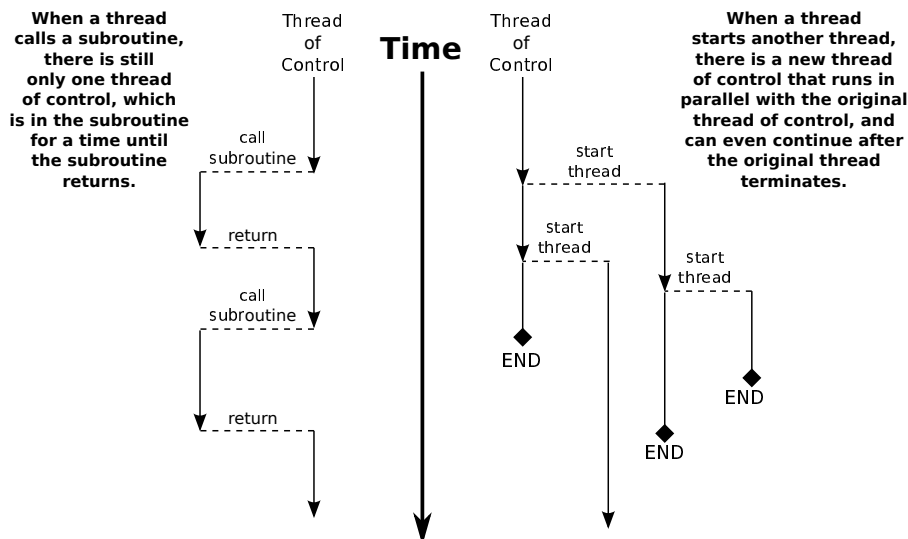 When a thread
calls a subroutine,
there is still
only one thread
of control, which
is in the subroutine
for a time until
the subroutine
returns.
Thread
of
Control
call
subroutine
return
call
subroutine
return
Time
Thread
of
Control
start
thread
start
thread
start
thread
END
END
END
When a thread
starts another thread,
there is a new thread
of control that runs in
parallel with the original
thread of control, and
can even continue after
the original thread
terminates.